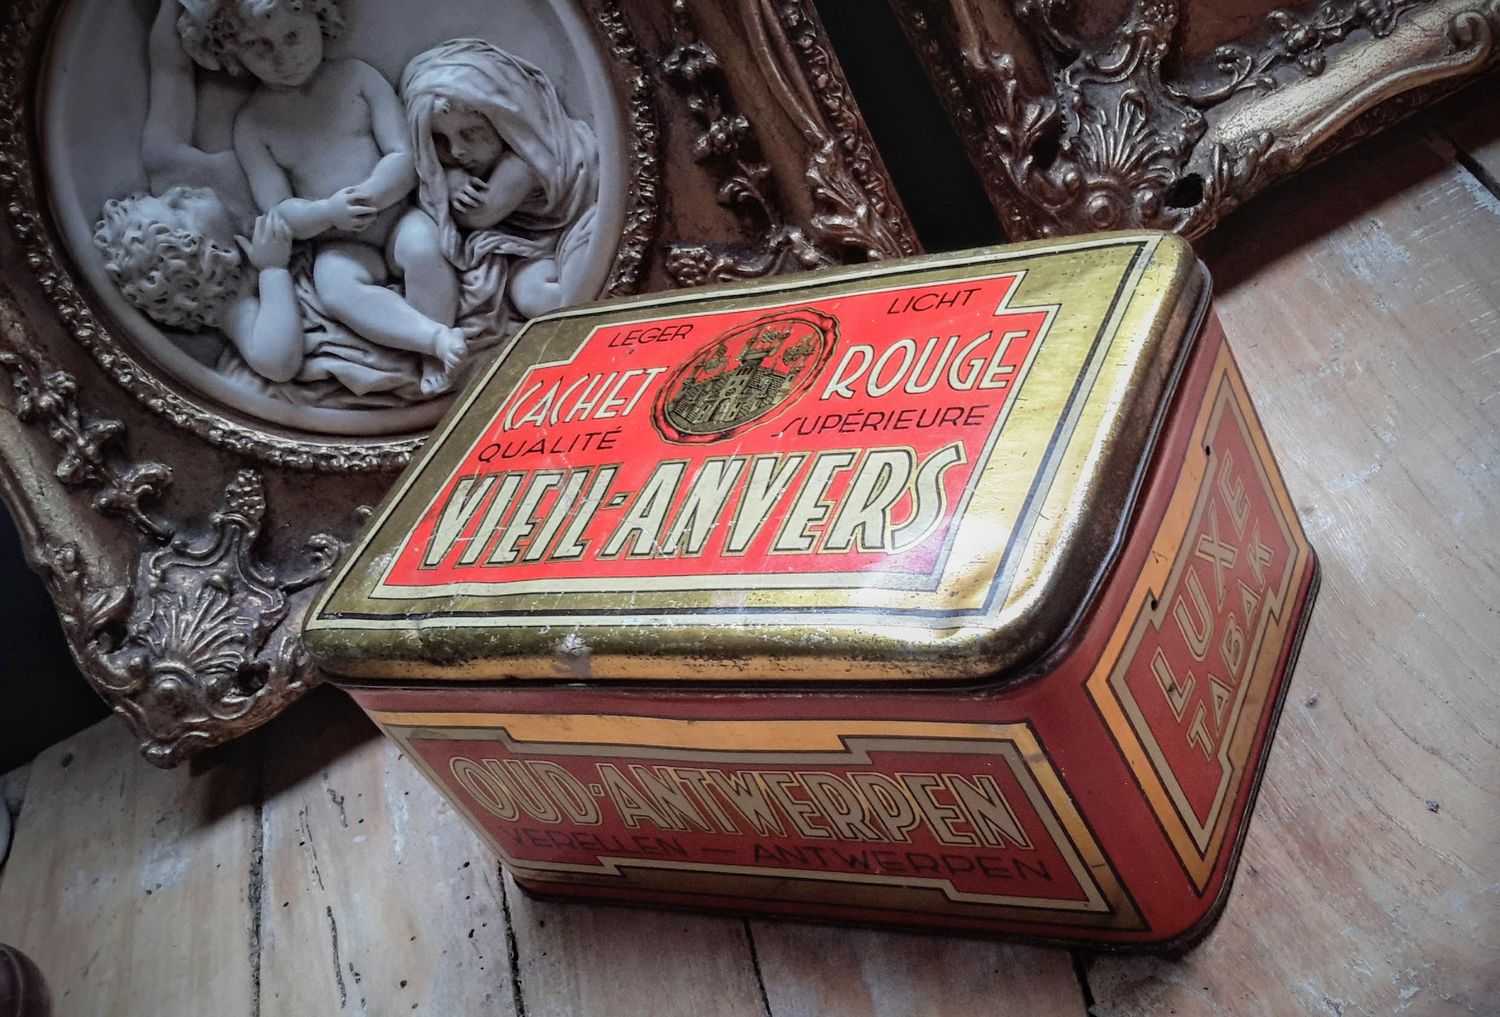 LEGER LICHT
CACHET ROUGE
QUALITÉ SUPÉRIEURE
VIEIL-ANVERS
OUD-ANTWERPEN
VERELLEN — ANTWERPEN
LUXE
TABAK